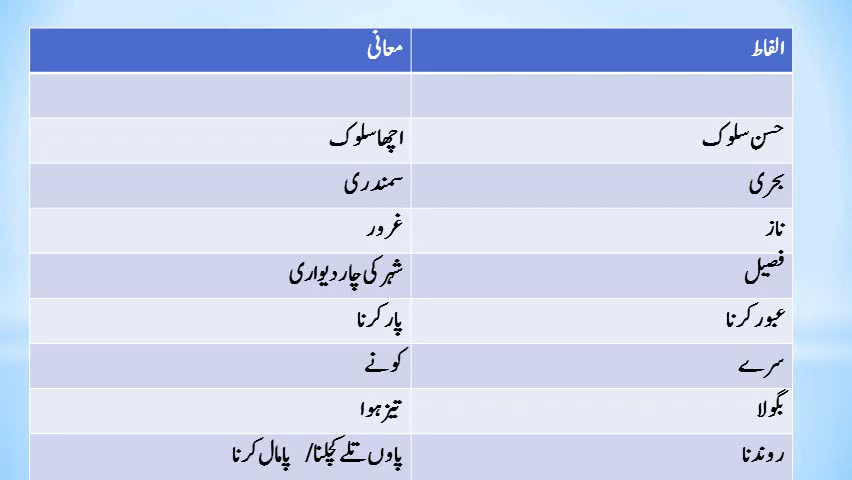 الفاط معانی
حسن سلوک اچھا سلوک
بحری سمندری
ناز غرور
فصیل شہر کی چار دیواری
عبور کرنا پار کرنا
سرے کونے
بگولا تیز ہوا
روندنا پاوں تلے کچلنا/ پامال کرنا